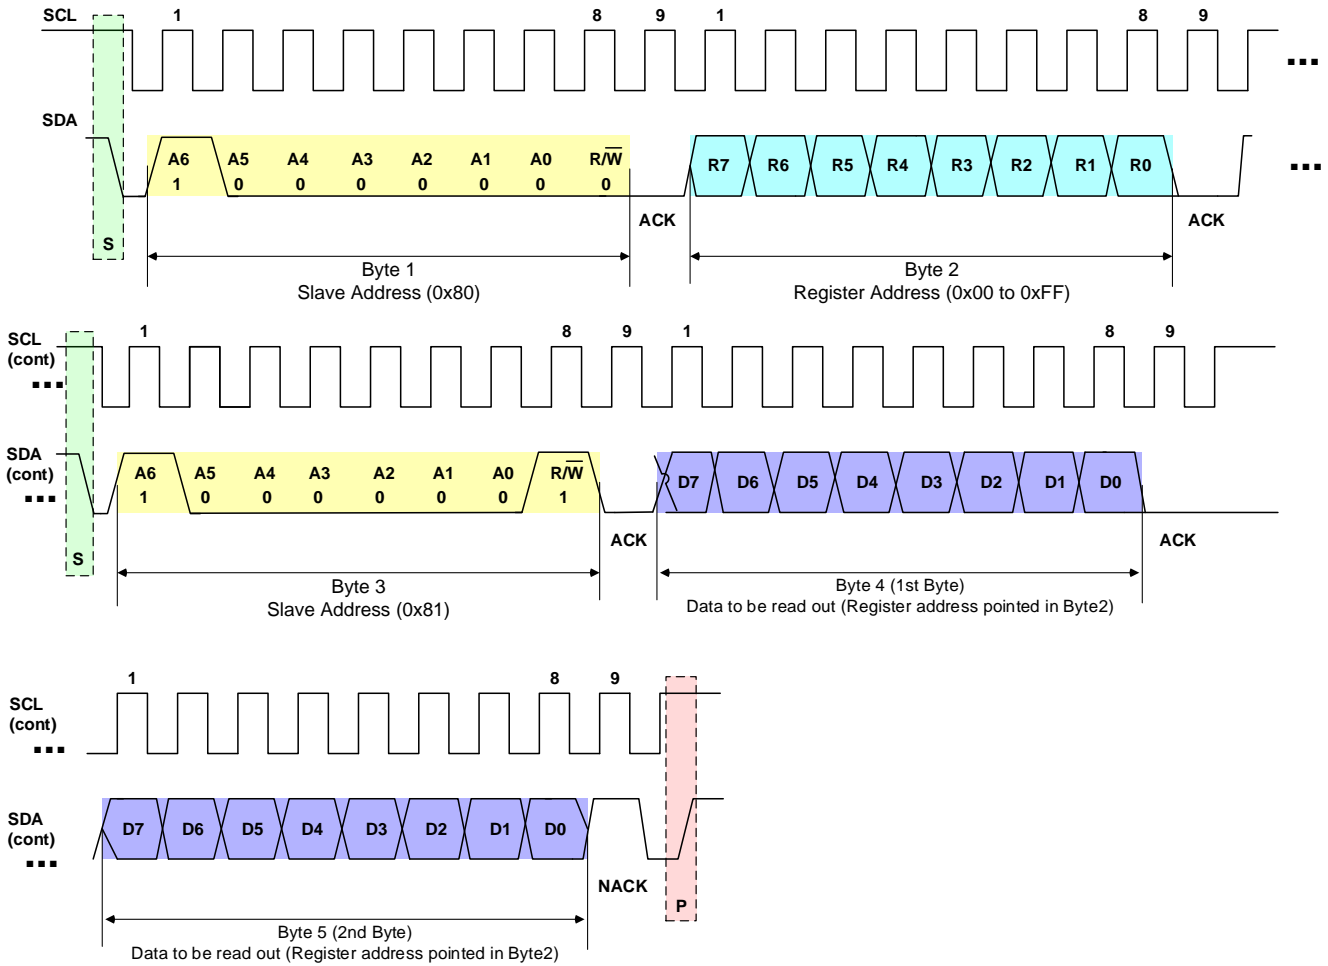 SCL 1 8 9 1 8 9
...
SDA
A6 A5 A4 A3 A2 A1 A0 R/W
1 0 0 0 0 0 0 0
R7 R6 R5 R4 R3 R2 R1 R0
...
ACK ACK
S
Byte 1
Slave Address (0x80)
Byte 2
Register Address (0x00 to 0xFF)
SCL
(cont)
...
1 8 9 1 8 9
SDA
(cont)
...
A6 A5 A4 A3 A2 A1 A0 R/W
1 0 0 0 0 0 0 1
D7 D6 D5 D4 D3 D2 D1 D0
ACK ACK
S
Byte 3
Slave Address (0x81)
Byte 4 (1st Byte)
Data to be read out (Register address pointed in Byte2)
1 8 9
SCL
(cont)
...
SDA
(cont)
...
D7 D6 D5 D4 D3 D2 D1 D0
NACK
P
Byte 5 (2nd Byte)
Data to be read out (Register address pointed in Byte2)